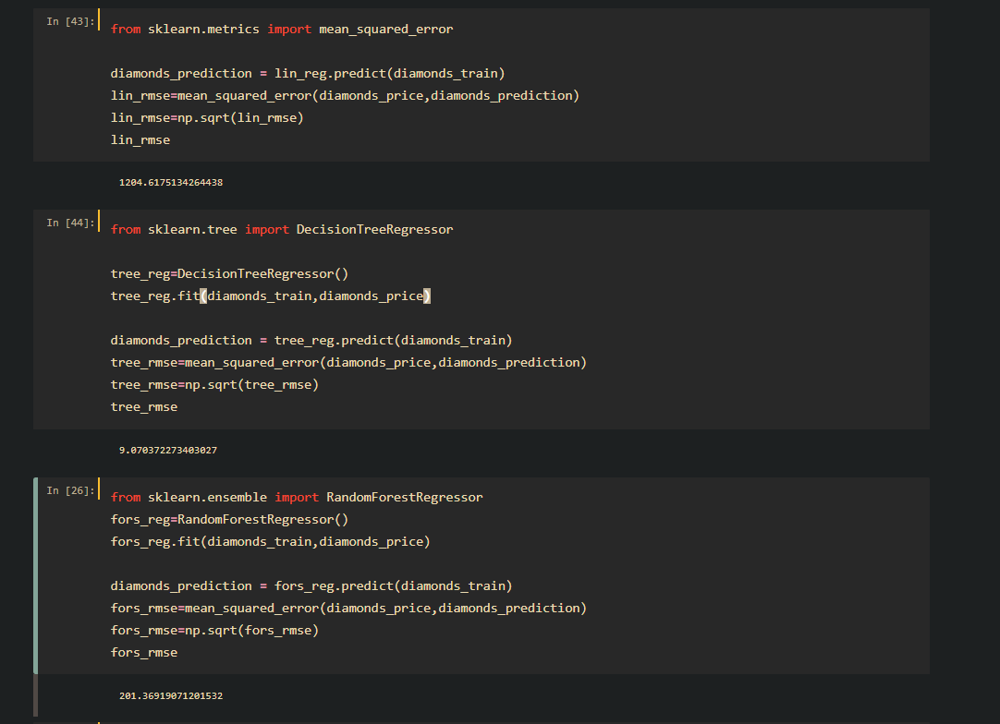 In [43]:
from sklearn.metrics import mean_squared_error
diamonds_prediction = lin_reg.predict(diamonds_train)
lin_rmse=mean_squared_error(diamonds_price,diamonds_prediction)
lin_rmse=np.sqrt(lin_rmse)
lin_rmse
1204.6175134264438
In [44]:
from sklearn.tree import DecisionTreeRegressor
tree_reg=DecisionTreeRegressor()
tree_reg.fit(diamonds_train,diamonds_price)
diamonds_prediction = tree_reg.predict(diamonds_train)
tree_rmse=mean_squared_error(diamonds_price,diamonds_prediction)
tree_rmse=np.sqrt(tree_rmse)
tree_rmse
9.070372273403027
In [26]:
from sklearn.ensemble import RandomForestRegressor
fors_reg=RandomForestRegressor()
fors_reg.fit(diamonds_train,diamonds_price)
diamonds_prediction = fors_reg.predict(diamonds_train)
fors_rmse=mean_squared_error(diamonds_price,diamonds_prediction)
fors_rmse=np.sqrt(fors_rmse)
fors_rmse
201.36919071201532